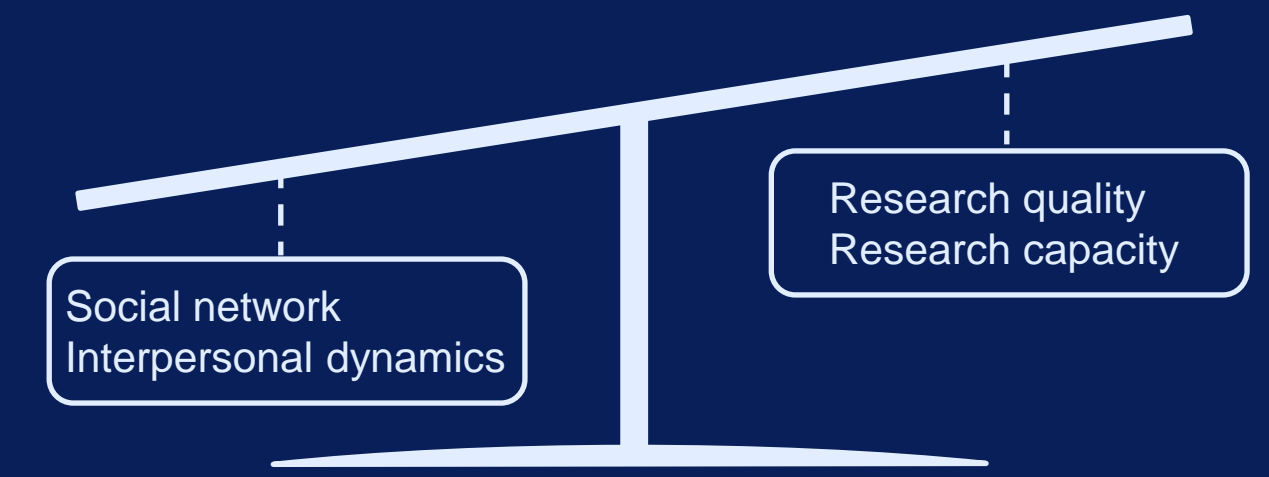 Social network
Interpersonal dynamics
Research quality
Research capacity